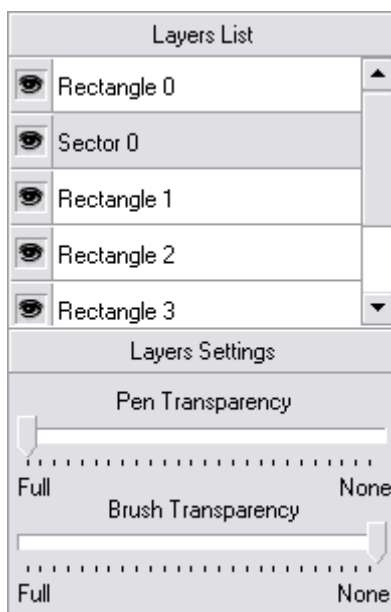 Layers List
Rectangle 0
Sector 0
Rectangle 1
Rectangle 2
Rectangle 3
Layers Settings
Pen Transparency
Full None
Brush Transparency
Full None